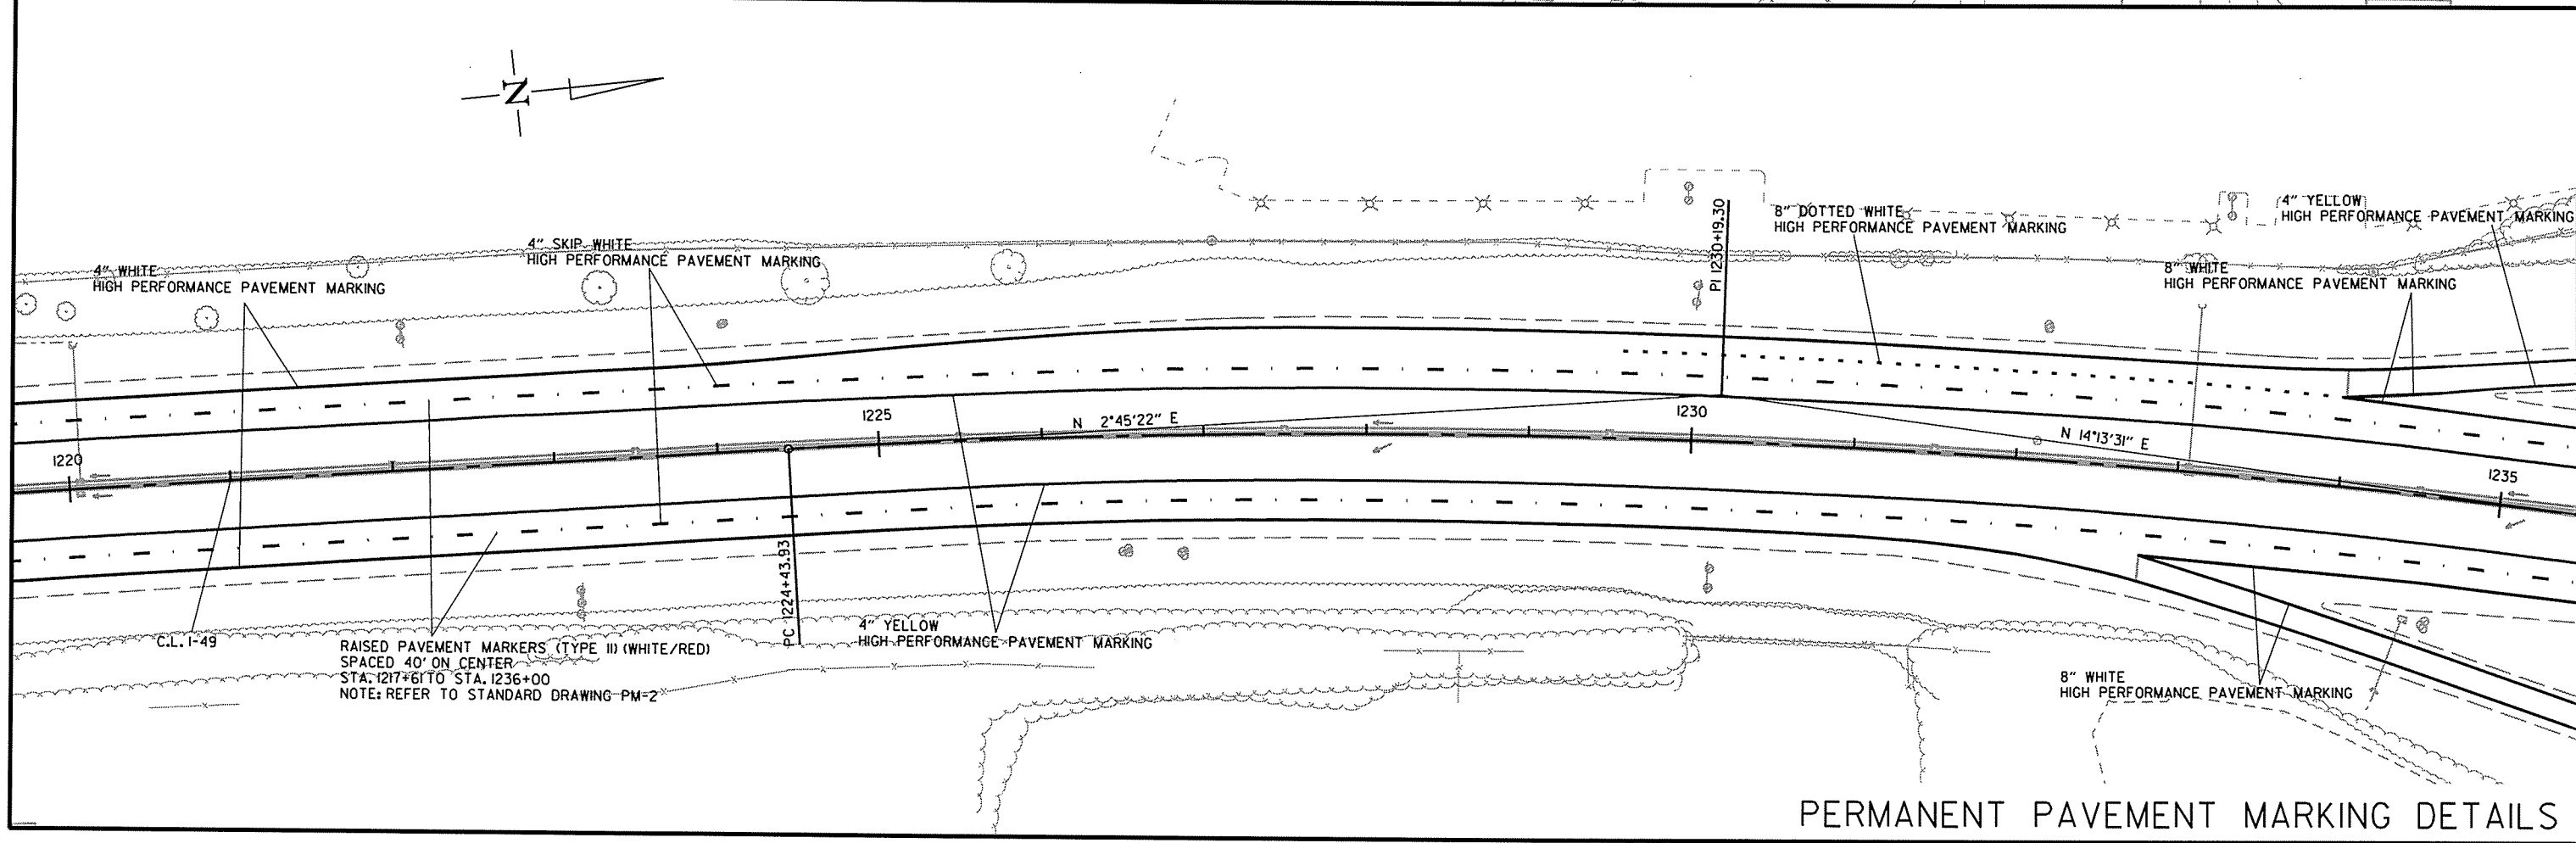 N
4" WHITE
HIGH PERFORMANCE PAVEMENT MARKING
4" SKIP WHITE
HIGH PERFORMANCE PAVEMENT MARKING
PI 1230+19.30
8" DOTTED WHITE
HIGH PERFORMANCE PAVEMENT MARKING
4" YELLOW
HIGH PERFORMANCE PAVEMENT MARKING
8" WHITE
HIGH PERFORMANCE PAVEMENT MARKING
1220
1225
N 2°45'22" E
1230
N 14°13'31" E
1235
C.L. I-49
RAISED PAVEMENT MARKERS (TYPE II) (WHITE/RED)
SPACED 40' ON CENTER
STA. 1217+61 TO STA. 1236+00
NOTE: REFER TO STANDARD DRAWING PM-2
PC 1224+43.93
4" YELLOW
HIGH PERFORMANCE PAVEMENT MARKING
8" WHITE
HIGH PERFORMANCE PAVEMENT MARKING
PERMANENT PAVEMENT MARKING DETAILS